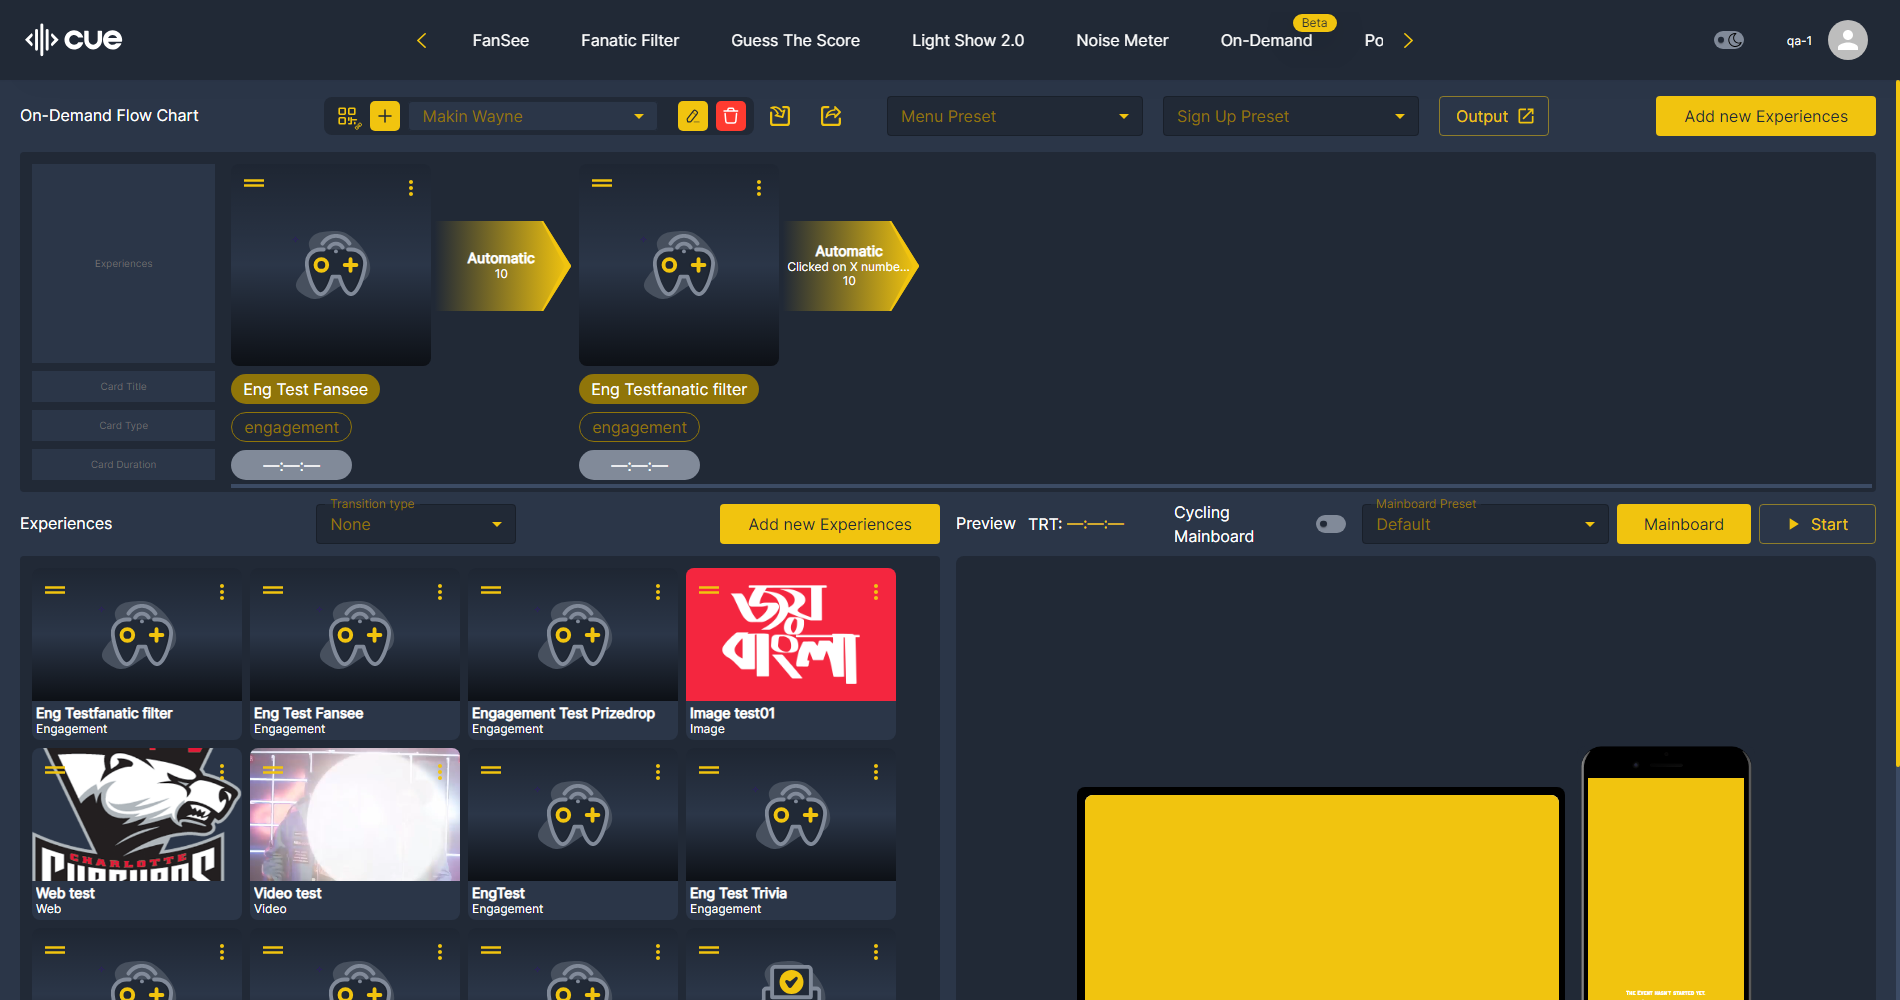 cue
FanSee
Fanatic Filter
Guess The Score
Light Show 2.0
Noise Meter
On-Demand
Beta
Po
qa-1
On-Demand Flow Chart
Makin Wayne
Menu Preset
Sign Up Preset
Output
Add new Experiences
Experiences
Automatic
10
Automatic
Clicked on X numbe...
10
Card Title
Eng Test Fansee
Eng Testfanatic filter
Card Type
engagement
engagement
Card Duration
—:—:—
—:—:—
Experiences
Transition type
None
Add new Experiences
Preview
TRT: —:—:—
Cycling
Mainboard
Mainboard Preset
Default
Mainboard
Start
Eng Testfanatic filter
Engagement
Eng Test Fansee
Engagement
Engagement Test Prizedrop
Engagement
জয়
বাংলা
Image test01
Image
CHARLOTTE
Web test
Web
Video test
Video
EngTest
Engagement
Eng Test Trivia
Engagement
The Event hasn't started yet.